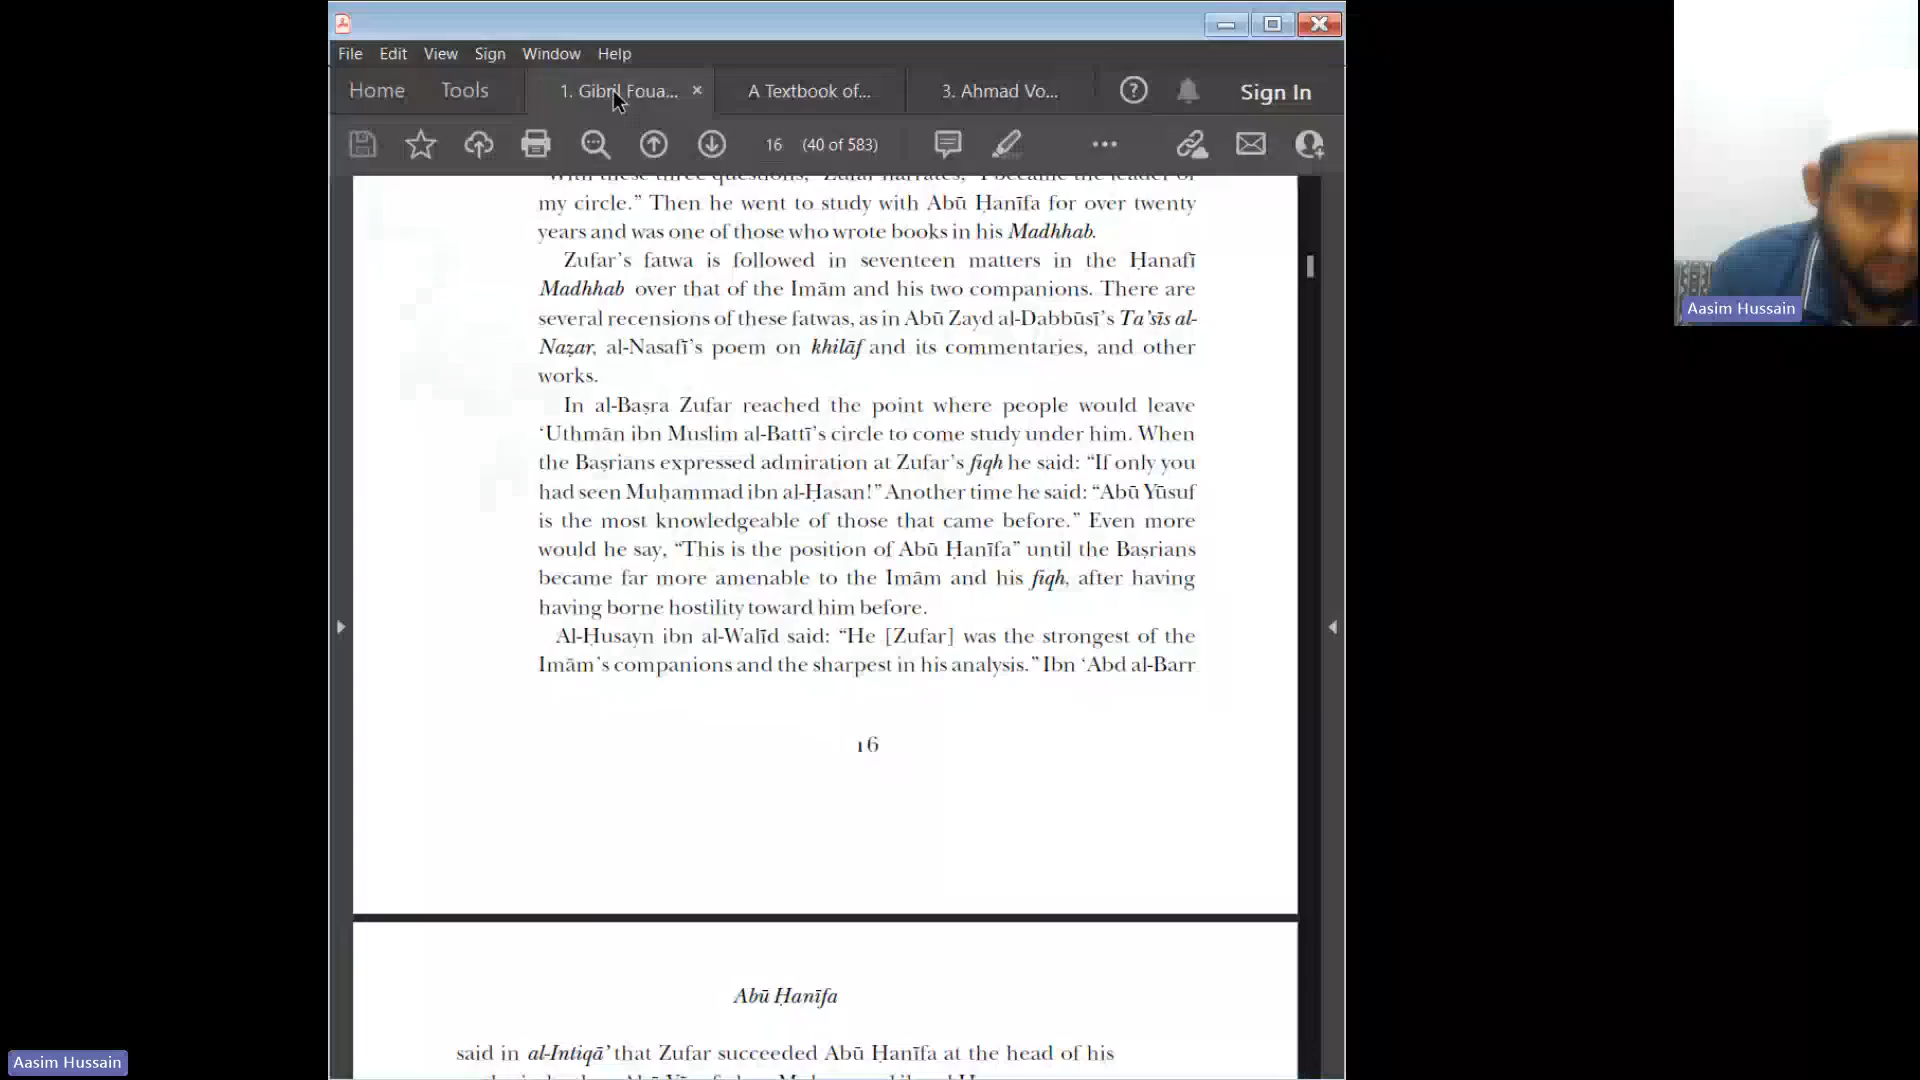 File Edit View Sign Window Help
Home Tools 1. Gibril Foua... × A Textbook of... 3. Ahmad Vo... Sign In
16 (40 of 583)
"With these three questions," Zufar narrates, "I became the leader of
my circle.” Then he went to study with Abū Ḥanīfa for over twenty
years and was one of those who wrote books in his Madhhab.
Zufar’s fatwa is followed in seventeen matters in the Ḥanafī
Madhhab over that of the Imām and his two companions. There are
several recensions of these fatwas, as in Abū Zayd al-Dabbūsī’s Ta’sīs al-
Naẓar, al-Nasafī’s poem on khilāf and its commentaries, and other
works.
In al-Baṣra Zufar reached the point where people would leave
‘Uthmān ibn Muslim al-Battī’s circle to come study under him. When
the Baṣrians expressed admiration at Zufar’s fiqh he said: “If only you
had seen Muḥammad ibn al-Ḥasan!” Another time he said: “Abū Yūsuf
is the most knowledgeable of those that came before.” Even more
would he say, “This is the position of Abū Ḥanīfa” until the Baṣrians
became far more amenable to the Imām and his fiqh, after having
having borne hostility toward him before.
Al-Ḥusayn ibn al-Walīd said: “He [Zufar] was the strongest of the
Imām’s companions and the sharpest in his analysis.” Ibn ‘Abd al-Barr
16
Abū Ḥanīfa
said in al-Intiqā’ that Zufar succeeded Abū Ḥanīfa at the head of his
Aasim Hussain
Aasim Hussain